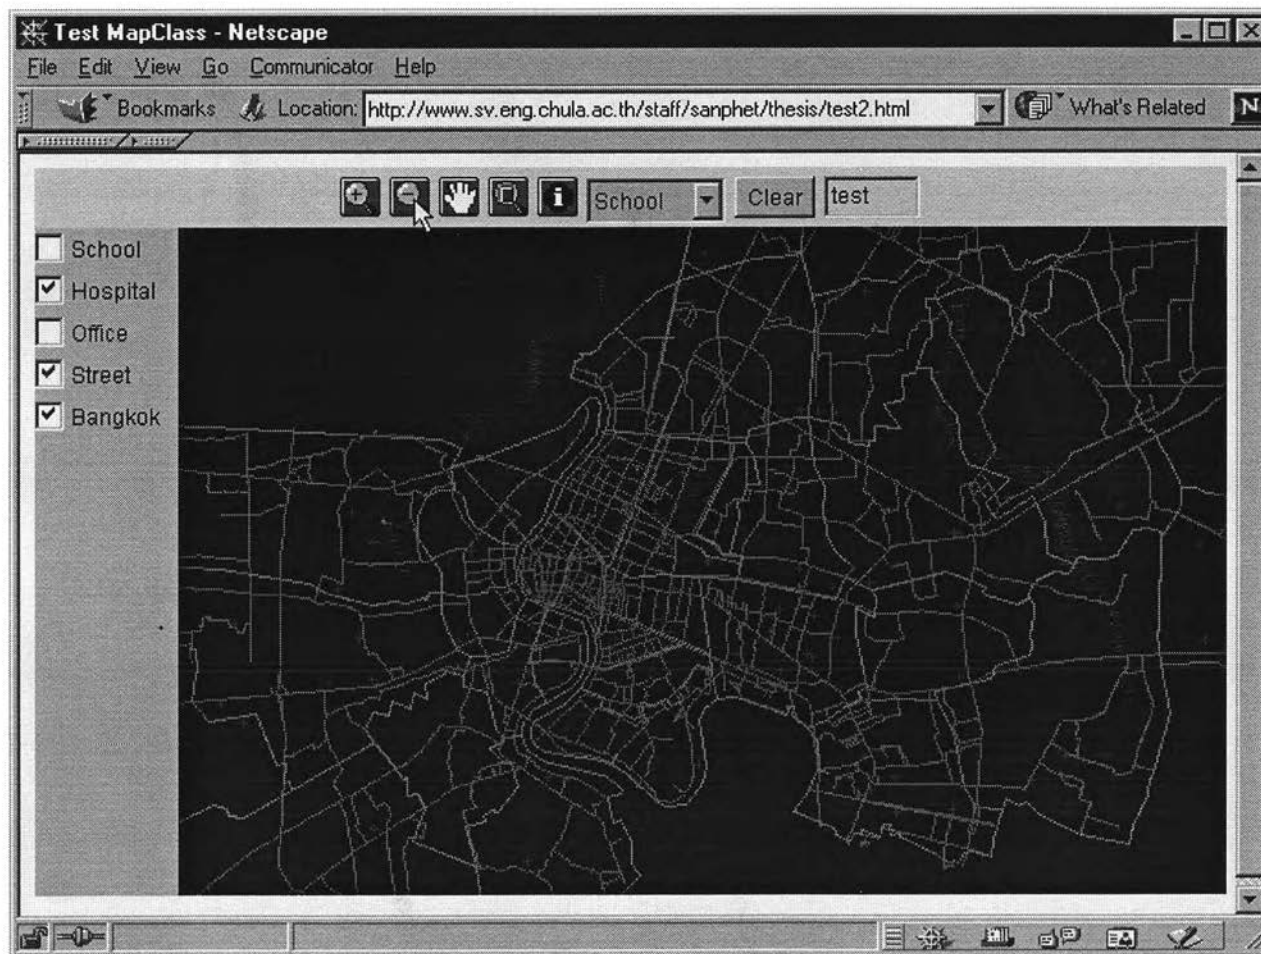 Test MapClass - Netscape
File Edit View Go Communicator Help
Bookmarks Location: http://www.sv.eng.chula.ac.th/staff/sanphet/thesis/test2.html What's Related N
i School Clear test
School
Hospital
Office
Street
Bangkok